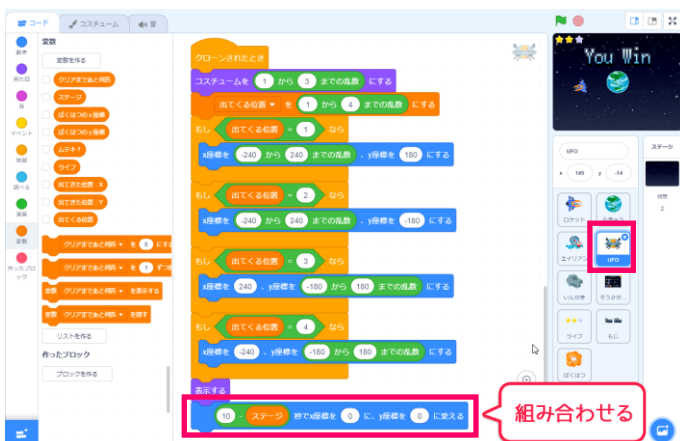 コード
コスチューム
音
動き
見た目
音
イベント
制御
調べる
演算
変数
作ったブロック
変数
変数を作る
クリアまであと何匹
ステージ
ばくはつのx座標
ばくはつのy座標
ムテキ？
ライフ
出てきた位置：X
出てきた位置：Y
出てくる位置
クリアまであと何匹 を 0 にする
クリアまであと何匹 を 1 ずつ
変数 クリアまであと何匹 を表示する
変数 クリアまであと何匹 を隠す
リストを作る
作ったブロック
ブロックを作る
クローンされたとき
コスチュームを 1 から 3 までの乱数 にする
出てくる位置 を 1 から 4 までの乱数 にする
もし 出てくる位置 = 1 なら
x座標を -240 から 240 までの乱数 、y座標を 180 にする
もし 出てくる位置 = 2 なら
x座標を -240 から 240 までの乱数 、y座標を -180 にする
もし 出てくる位置 = 3 なら
x座標を 240 、y座標を -180 から 180 までの乱数 にする
もし 出てくる位置 = 4 なら
x座標を -240 、y座標を -180 から 180 までの乱数 にする
表示する
10 - ステージ 秒でx座標を 0 に、y座標を 0 に変える
組み合わせる
You Win
UFO
x 145 y -14
ステージ
背景
2
ロケット
ちきゅう
エイリアン
UFO
いんせき
そうさせ...
ライフ
もじ
ばくはつ